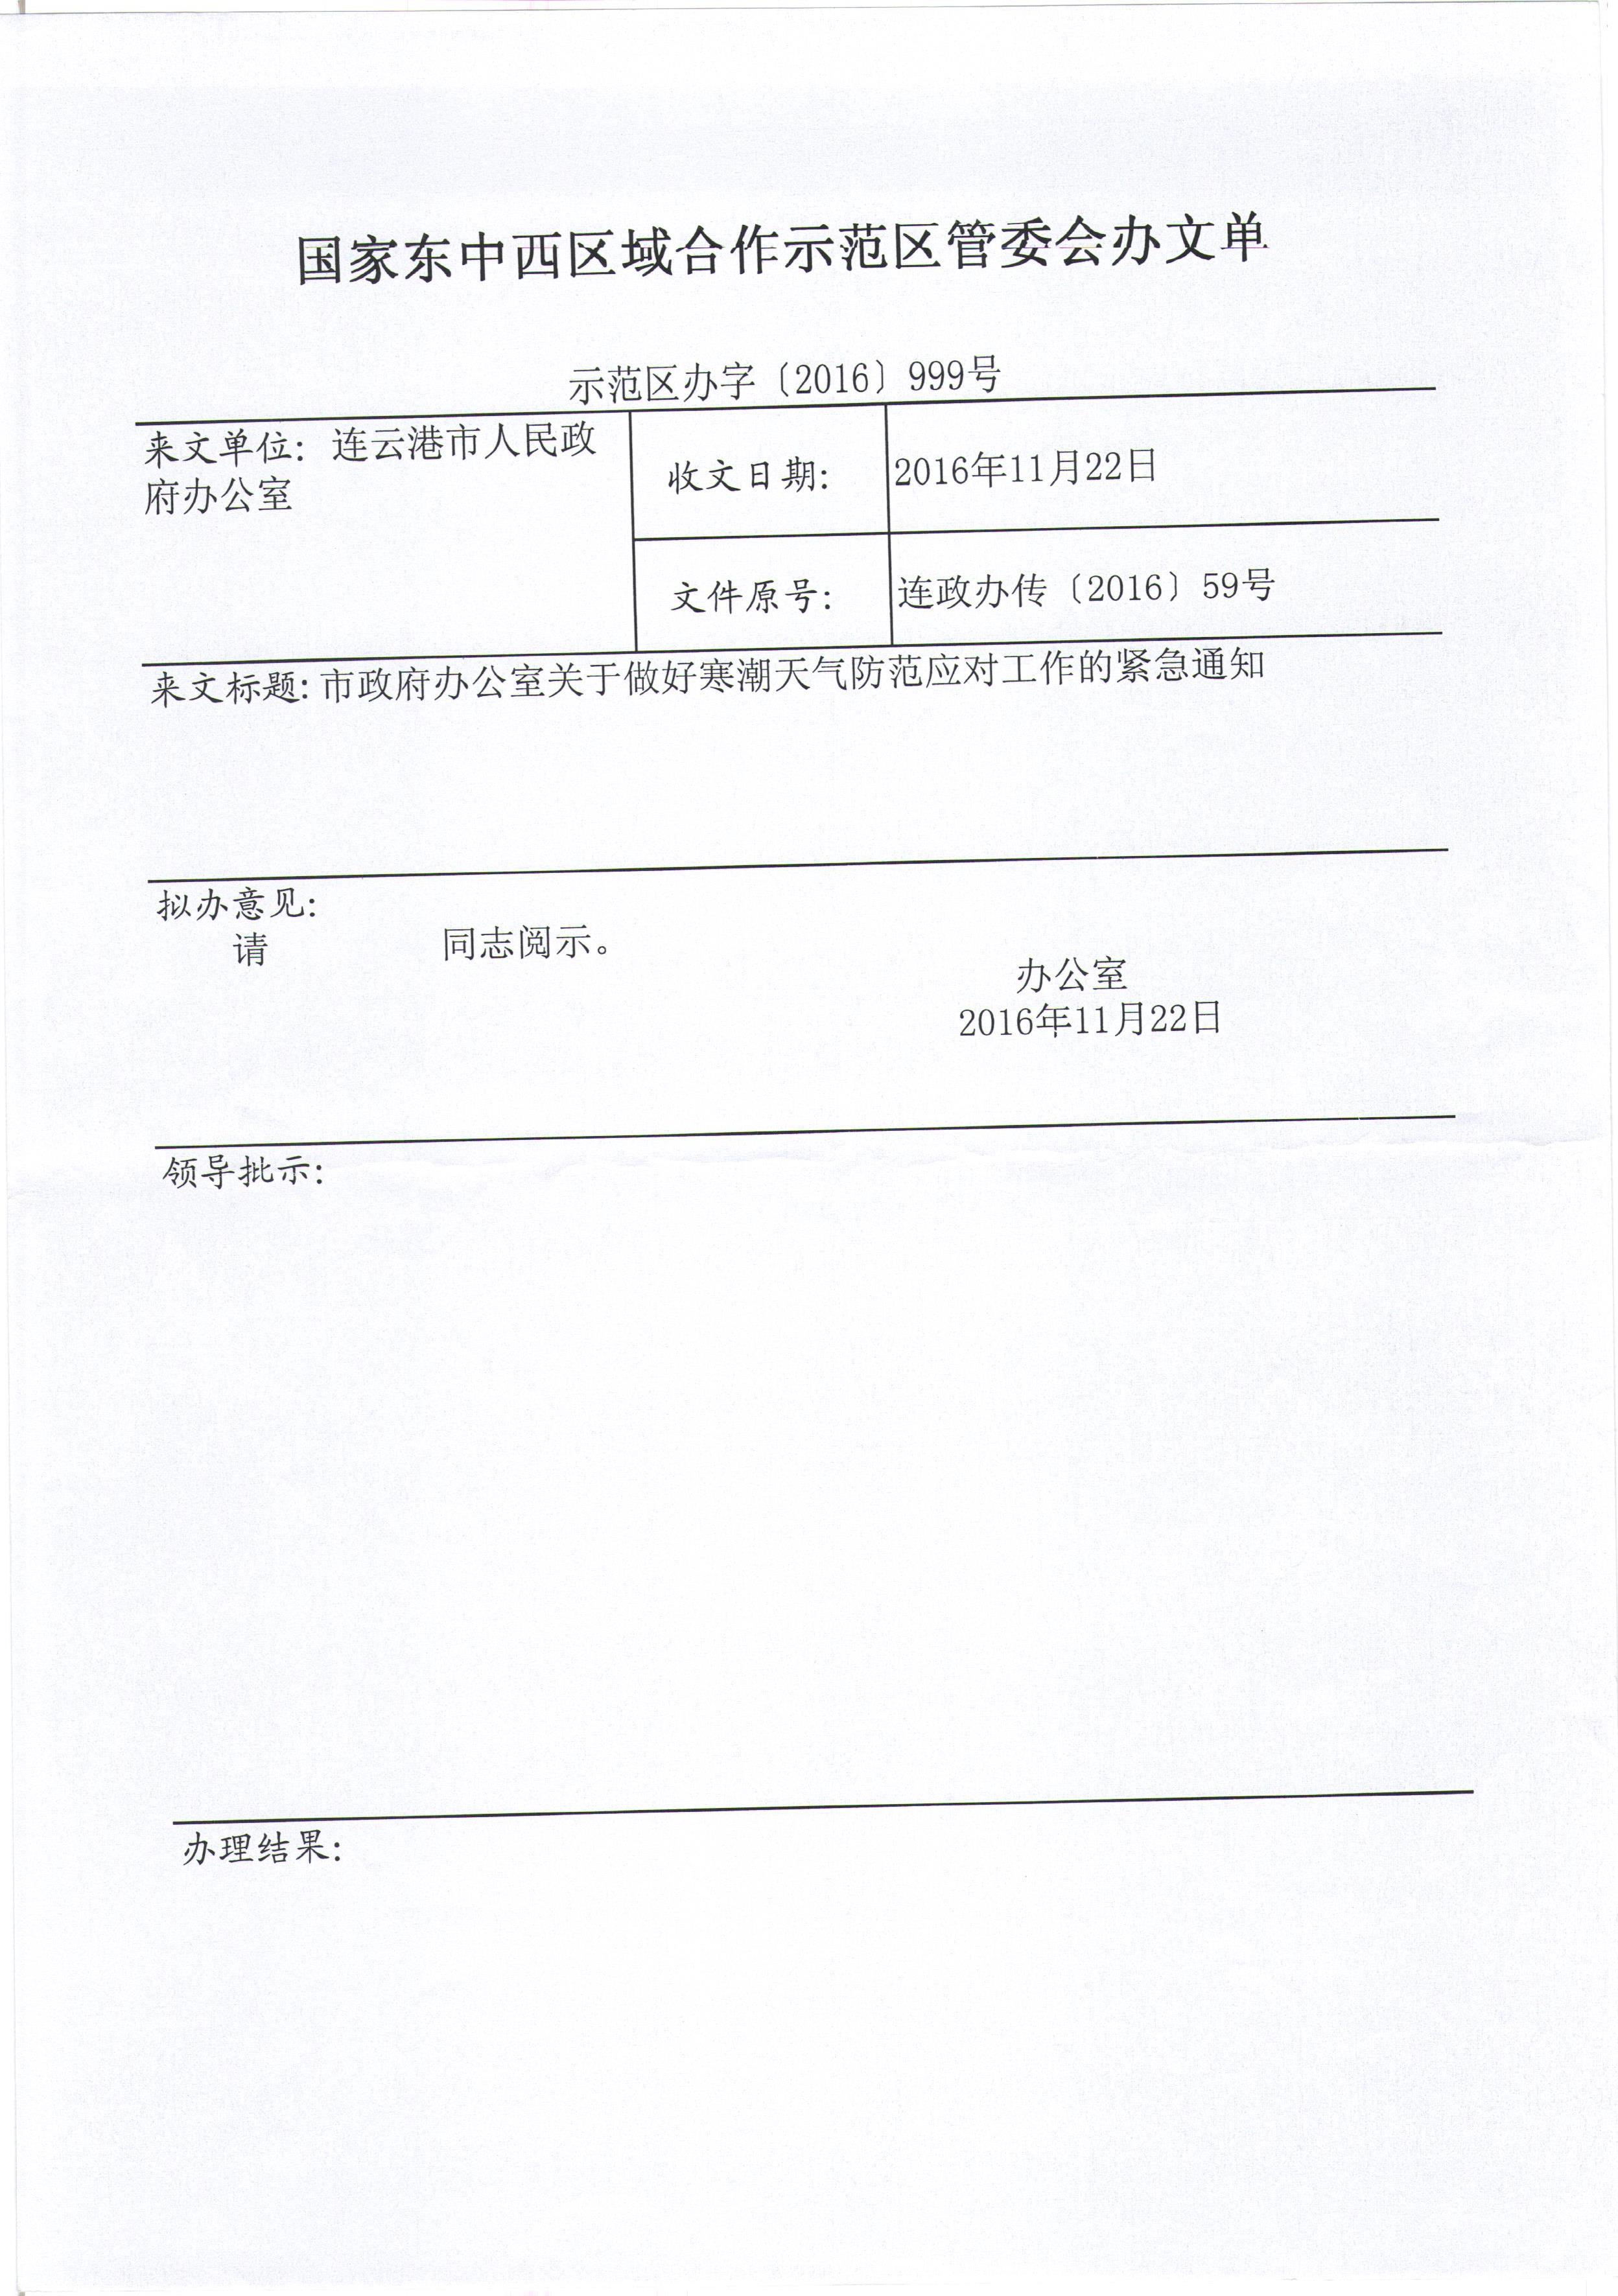 国家东中西区域合作示范区管委会办文单
示范区办字〔2016〕999号
来文单位：连云港市人民政
府办公室
收文日期：
2016年11月22日
文件原号：
连政办传〔2016〕59号
来文标题：市政府办公室关于做好寒潮天气防范应对工作的紧急通知
拟办意见：
请 同志阅示。
办公室
2016年11月22日
领导批示：
办理结果：